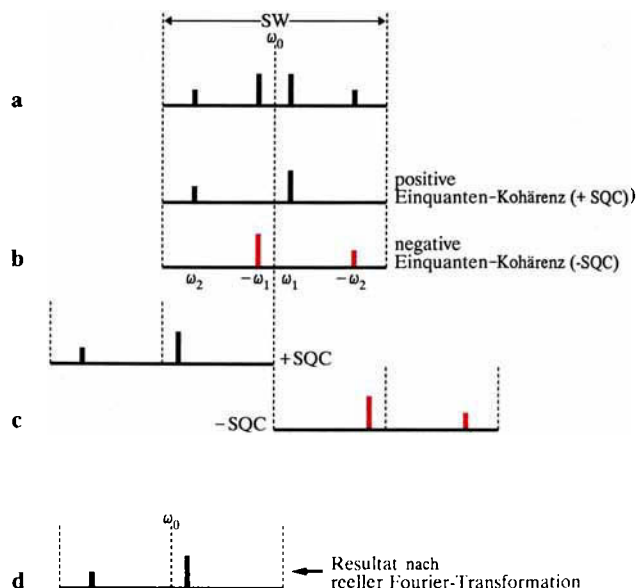 a
SW
ω₀
positive
Einquanten-Kohärenz (+ SQC))
b
negative
Einquanten-Kohärenz (-SQC)
ω₂ -ω₁ ω₁ -ω₂
+SQC
c
-SQC
ω₀
d
Resultat nach
reeller Fourier-Transformation